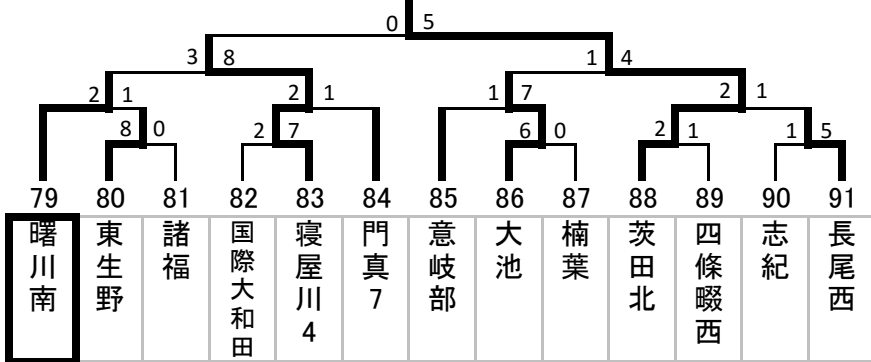 0 5
3 8 1 4
2 1 2 1 1 7 2 1
8 0 2 7 6 0 2 1 1 5
79 80 81 82 83 84 85 86 87 88 89 90 91
曙川南 東生野 諸福 国際大和田 寝屋川4 門真7 意岐部 大池 楠葉 茨田北 四條畷西 志紀 長尾西